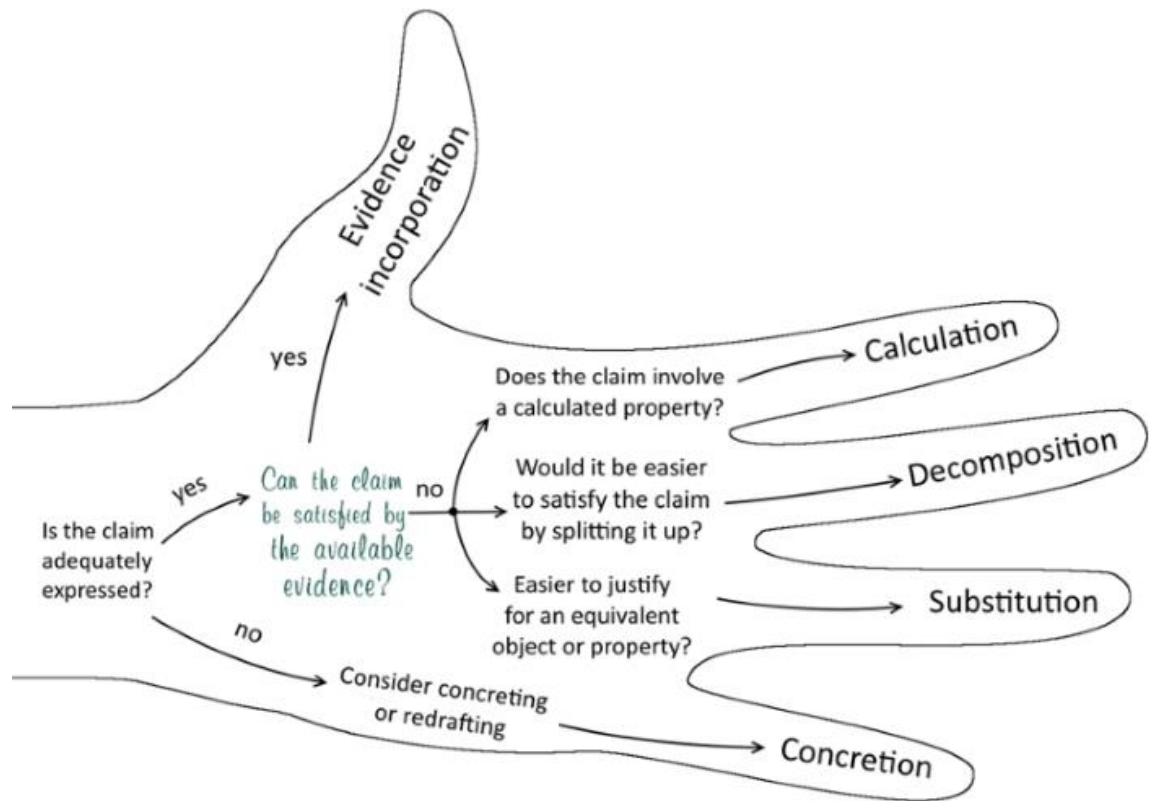 Evidence
incorporation
yes
Calculation
Does the claim involve
a calculated property?
Decomposition
Would it be easier
to satisfy the claim
by splitting it up?
Can the claim
be satisfied by
the available
evidence?
no
yes
Is the claim
adequately
expressed?
Easier to justify
for an equivalent
object or property?
Substitution
no
Consider concreting
or redrafting
Concretion